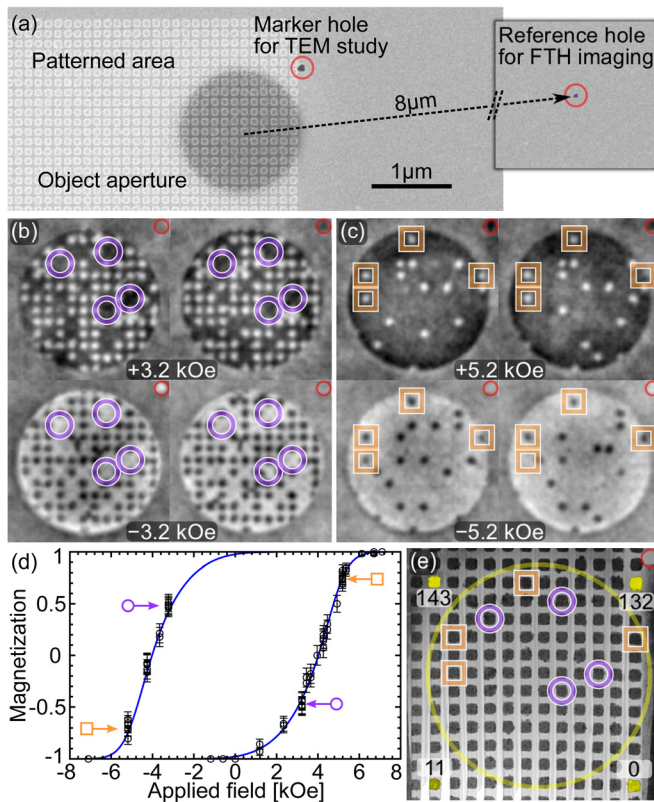 (a)
Marker hole
for TEM study
Reference hole
for FTH imaging
Patterned area
8μm
Object aperture
1μm
(b)
(c)
+3.2 kOe
+5.2 kOe
−3.2 kOe
−5.2 kOe
(d)
Magnetization
1
0.5
0
-0.5
-1
-8 -6 -4 -2 0 2 4 6 8
Applied field [kOe]
(e)
143
132
11
0